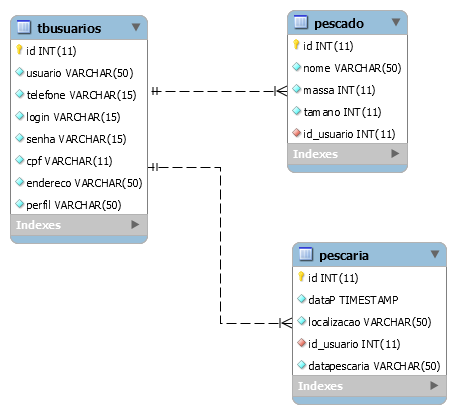 tbusuarios
id INT(11)
usuario VARCHAR(50)
telefone VARCHAR(15)
login VARCHAR(15)
senha VARCHAR(15)
cpf VARCHAR(11)
endereco VARCHAR(50)
perfil VARCHAR(50)
Indexes
pescado
id INT(11)
nome VARCHAR(50)
massa INT(11)
tamano INT(11)
id_usuario INT(11)
Indexes
pescaria
id INT(11)
dataP TIMESTAMP
localizacao VARCHAR(50)
id_usuario INT(11)
datapescaria VARCHAR(50)
Indexes